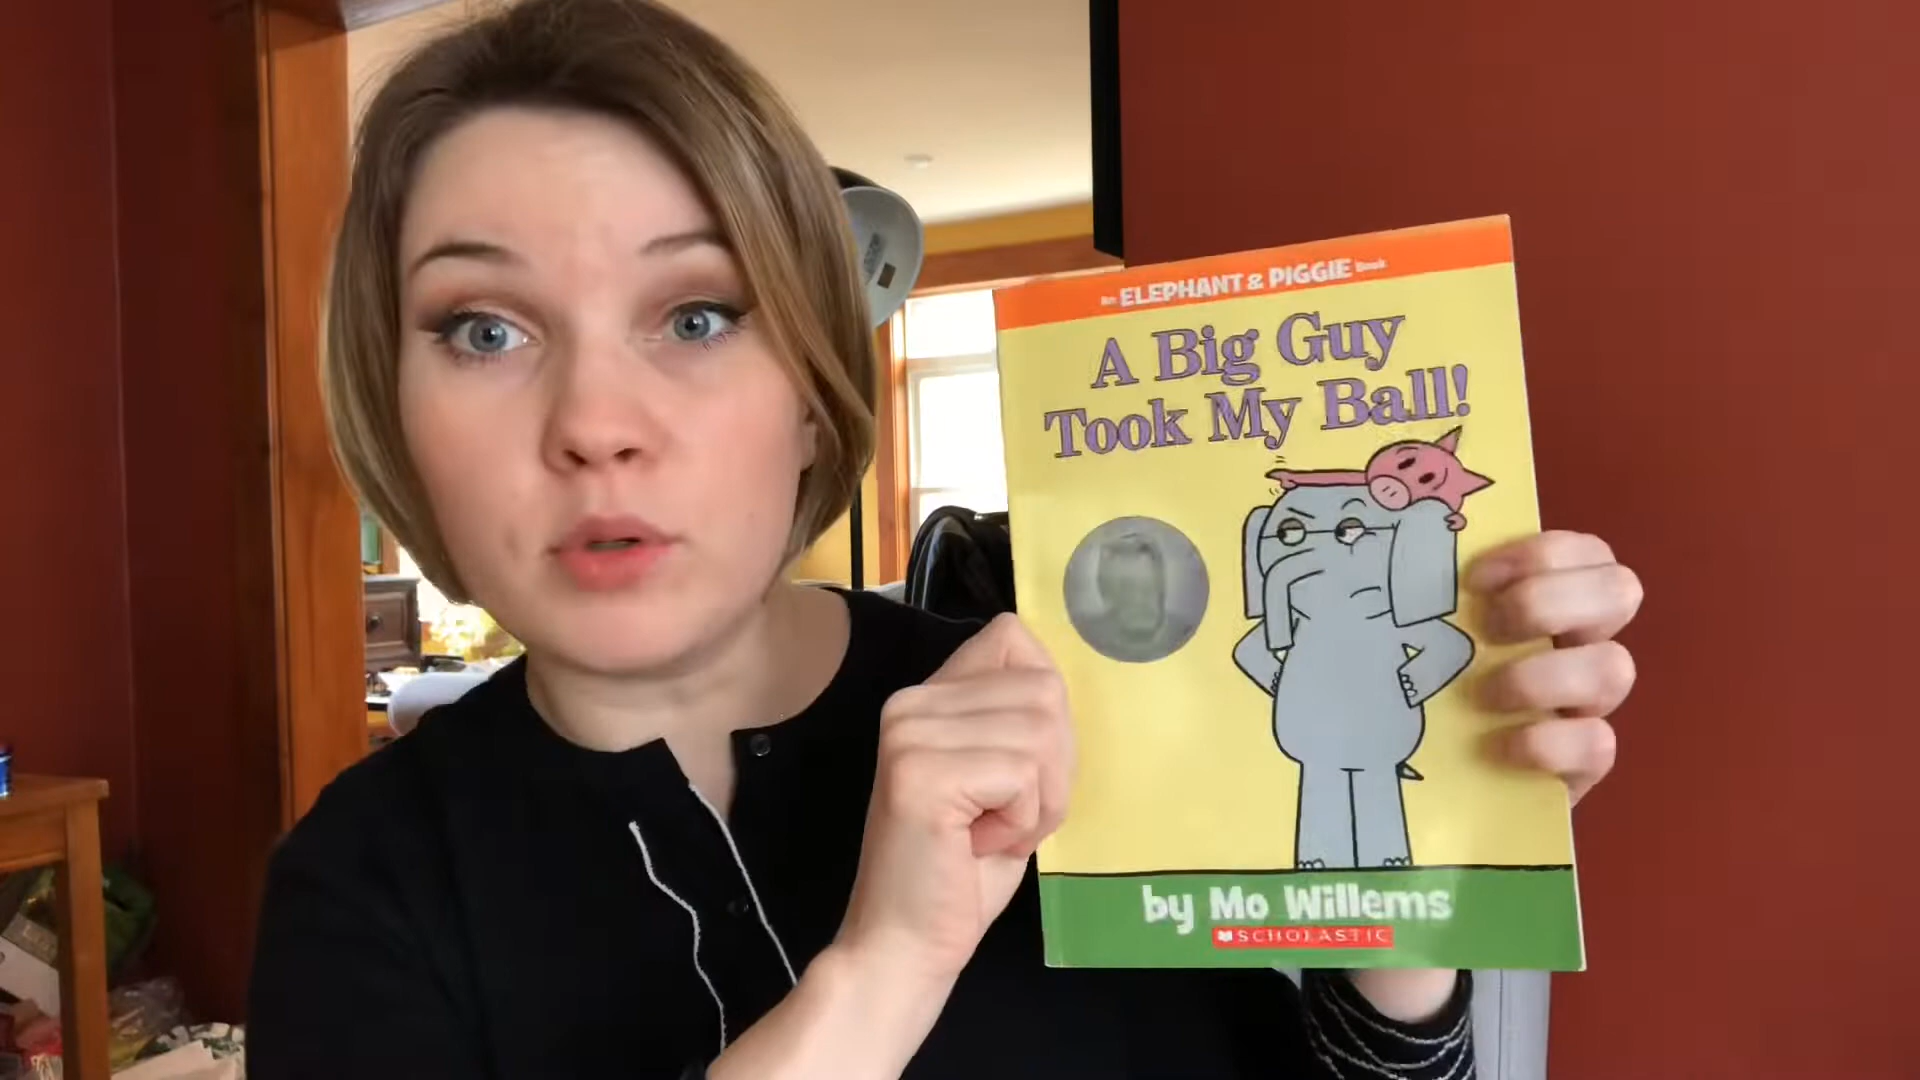 An ELEPHANT & PIGGIE Book
A Big Guy
Took My Ball!
by Mo Willems
SCHOLASTIC